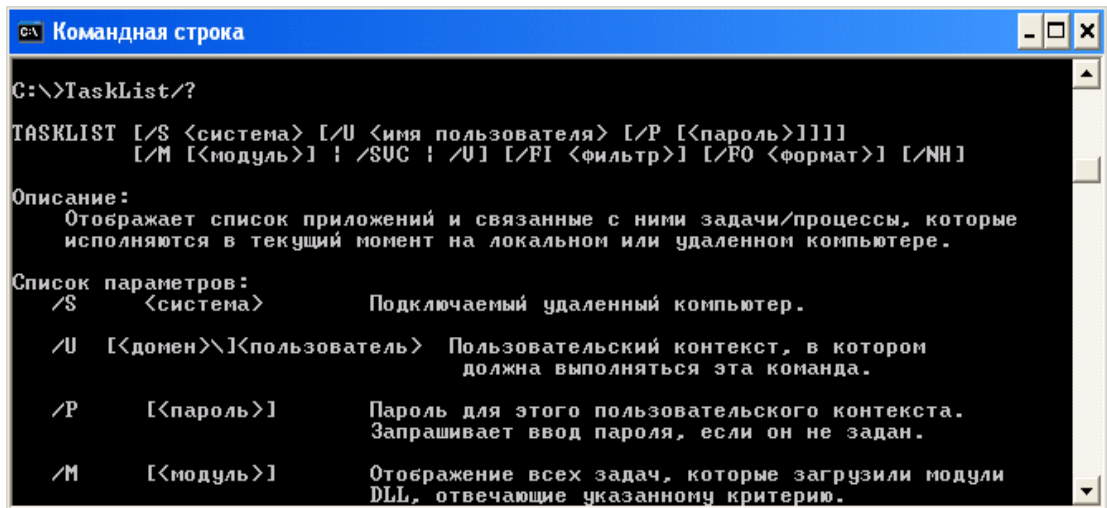 Командная строка
C:\>TaskList/?
TASKLIST [/S <система> [/U <имя пользователя> [/P [<пароль>]]]]
[/M [<модуль>] | /SVC | /V] [/FI <фильтр>] [/FO <формат>] [/NH]
Описание:
Отображает список приложений и связанные с ними задачи/процессы, которые
исполняются в текущий момент на локальном или удаленном компьютере.
Список параметров:
/S <система> Подключаемый удаленный компьютер.
/U [<домен>\]<пользователь> Пользовательский контекст, в котором
должна выполняться эта команда.
/P [<пароль>] Пароль для этого пользовательского контекста.
Запрашивает ввод пароля, если он не задан.
/M [<модуль>] Отображение всех задач, которые загрузили модули
DLL, отвечающие указанному критерию.